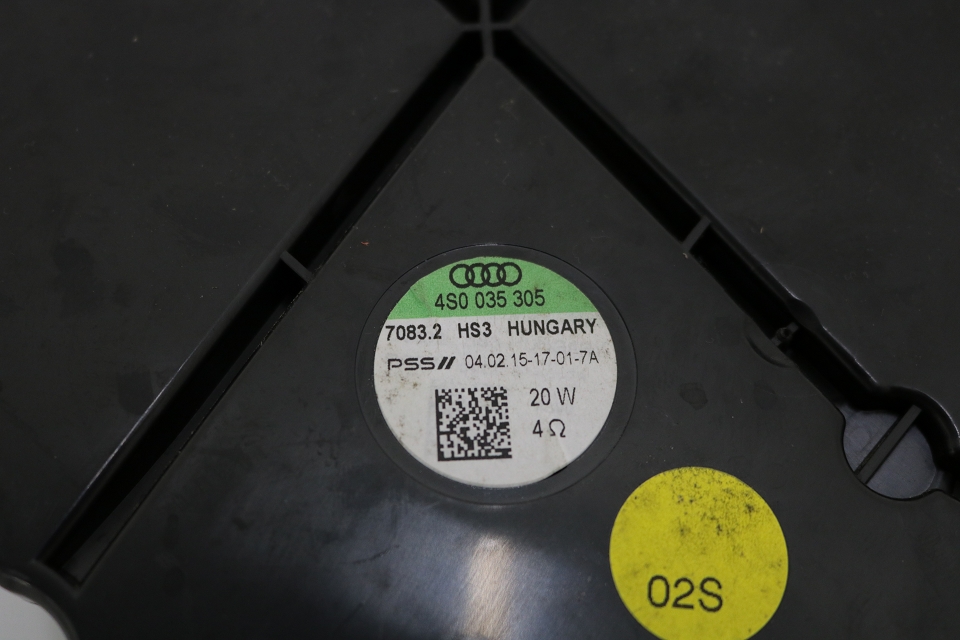 4S0 035 305
7083.2 HS3 HUNGARY
PSS// 04.02.15-17-01-7A
20 W
4 Ω
02S